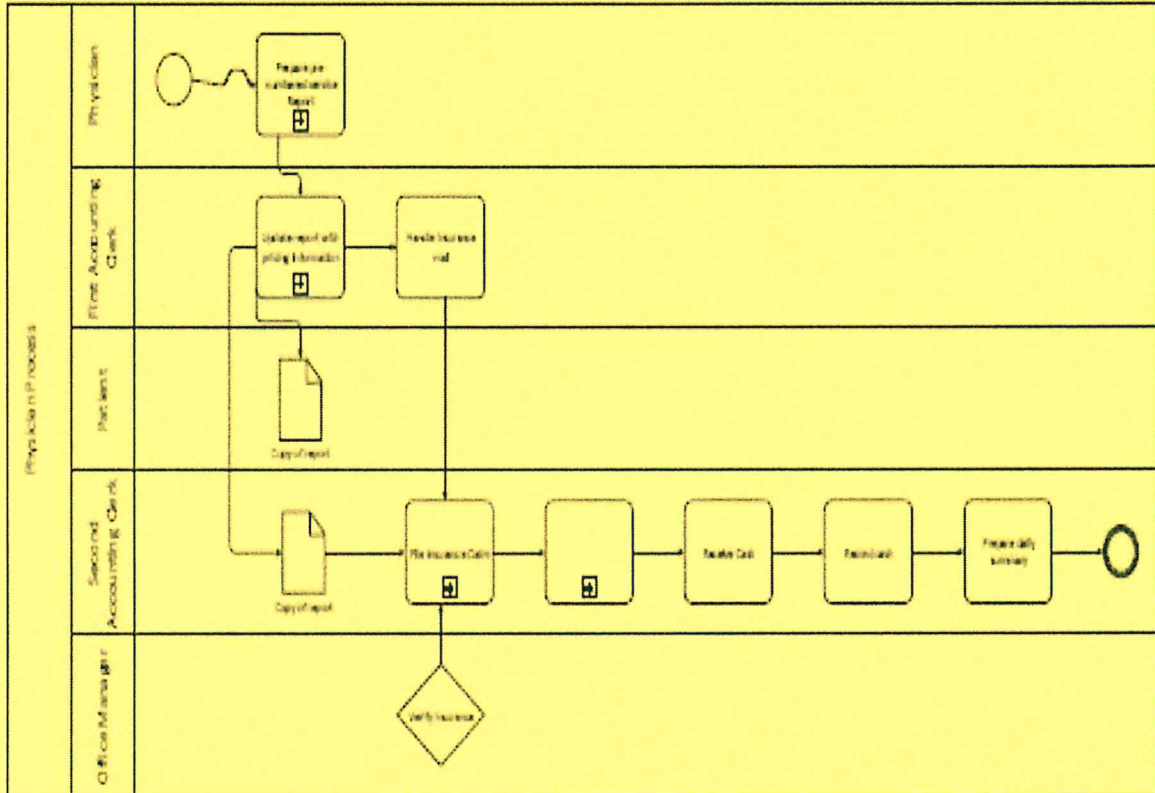 Physician Process
Physician
Prepare pre-
numbered service
Report
First Accounting
Clerk
Update report with
pricing information
Handle Insurance
mail
Patient
Copy of report
Second
Accounting Clerk
Copy of report
File Insurance Claim
Receive Cash
Record cash
Prepare daily
summary
Office Manager
Verify Insurance